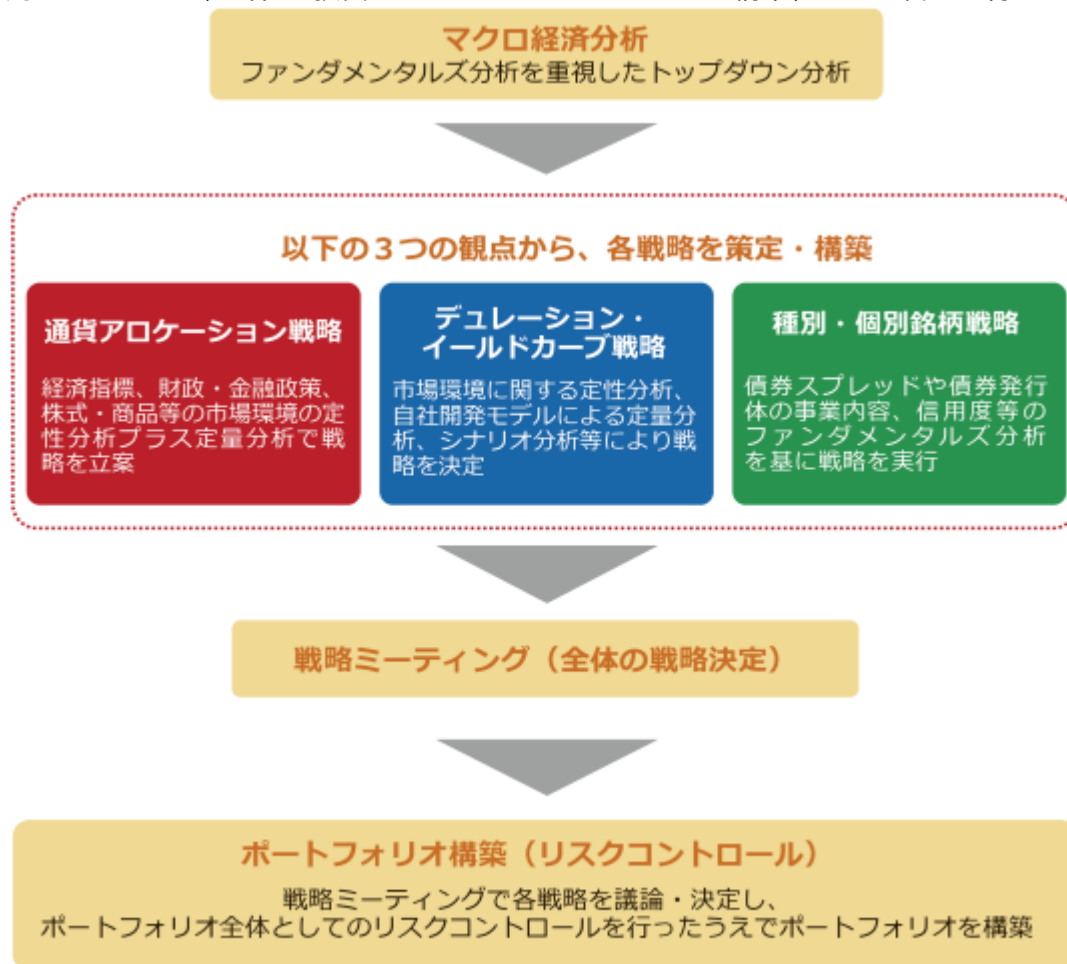 マクロ経済分析
ファンダメンタルズ分析を重視したトップダウン分析
以下の３つの観点から、各戦略を策定・構築
通貨アロケーション戦略
経済指標、財政・金融政策、
株式・商品等の市場環境の定
性分析プラス定量分析で戦
略を立案
デュレーション・
イールドカーブ戦略
市場環境に関する定性分析、
自社開発モデルによる定量分
析、シナリオ分析等により戦
略を決定
種別・個別銘柄戦略
債券スプレッドや債券発行
体の事業内容、信用度等の
ファンダメンタルズ分析
を基に戦略を実行
戦略ミーティング（全体の戦略決定）
ポートフォリオ構築（リスクコントロール）
戦略ミーティングで各戦略を議論・決定し、
ポートフォリオ全体としてのリスクコントロールを行ったうえでポートフォリオを構築